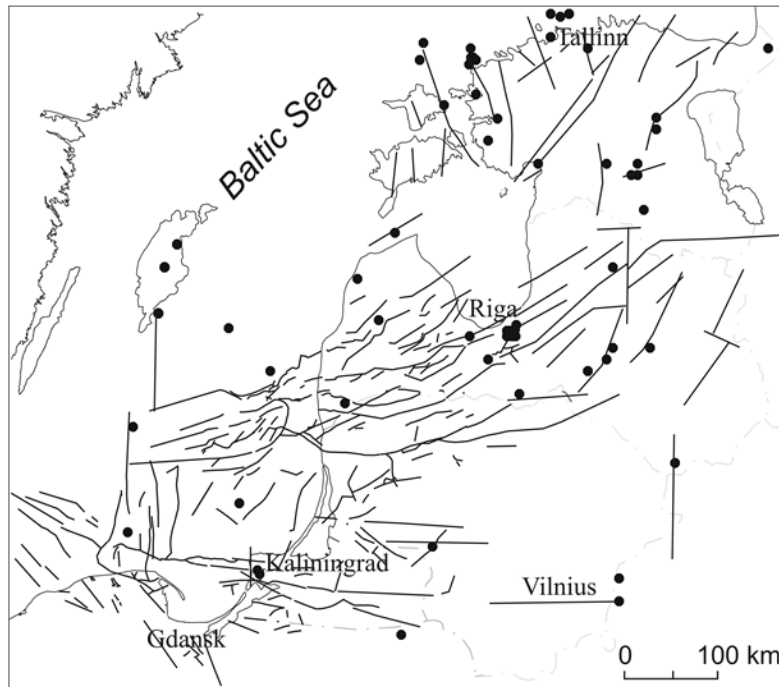 Tallinn
Baltic Sea
Riga
Kaliningrad
Vilnius
Gdansk
0 100 km